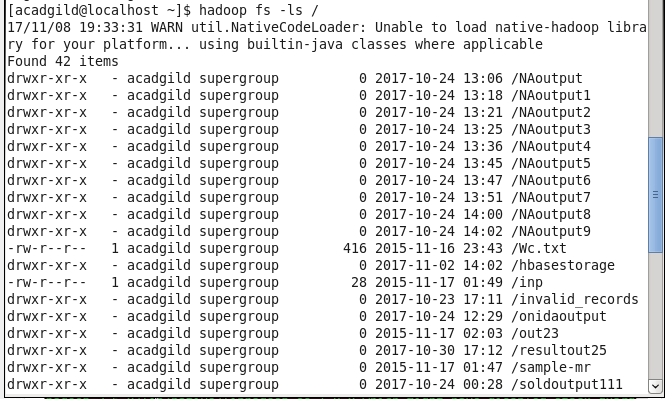 [acadgild@localhost ~]$ hadoop fs -ls /
17/11/08 19:33:31 WARN util.NativeCodeLoader: Unable to load native-hadoop libra
ry for your platform... using builtin-java classes where applicable
Found 42 items
drwxr-xr-x   - acadgild supergroup          0 2017-10-24 13:06 /NAoutput
drwxr-xr-x   - acadgild supergroup          0 2017-10-24 13:18 /NAoutput1
drwxr-xr-x   - acadgild supergroup          0 2017-10-24 13:21 /NAoutput2
drwxr-xr-x   - acadgild supergroup          0 2017-10-24 13:25 /NAoutput3
drwxr-xr-x   - acadgild supergroup          0 2017-10-24 13:36 /NAoutput4
drwxr-xr-x   - acadgild supergroup          0 2017-10-24 13:45 /NAoutput5
drwxr-xr-x   - acadgild supergroup          0 2017-10-24 13:47 /NAoutput6
drwxr-xr-x   - acadgild supergroup          0 2017-10-24 13:51 /NAoutput7
drwxr-xr-x   - acadgild supergroup          0 2017-10-24 14:00 /NAoutput8
drwxr-xr-x   - acadgild supergroup          0 2017-10-24 14:02 /NAoutput9
-rw-r--r--   1 acadgild supergroup        416 2015-11-16 23:43 /Wc.txt
drwxr-xr-x   - acadgild supergroup          0 2017-11-02 14:02 /hbasestorage
-rw-r--r--   1 acadgild supergroup         28 2015-11-17 01:49 /inp
drwxr-xr-x   - acadgild supergroup          0 2017-10-23 17:11 /invalid_records
drwxr-xr-x   - acadgild supergroup          0 2017-10-24 12:29 /onidaoutput
drwxr-xr-x   - acadgild supergroup          0 2015-11-17 02:03 /out23
drwxr-xr-x   - acadgild supergroup          0 2017-10-30 17:12 /resultout25
drwxr-xr-x   - acadgild supergroup          0 2015-11-17 01:47 /sample-mr
drwxr-xr-x   - acadgild supergroup          0 2017-10-24 00:28 /soldoutput111